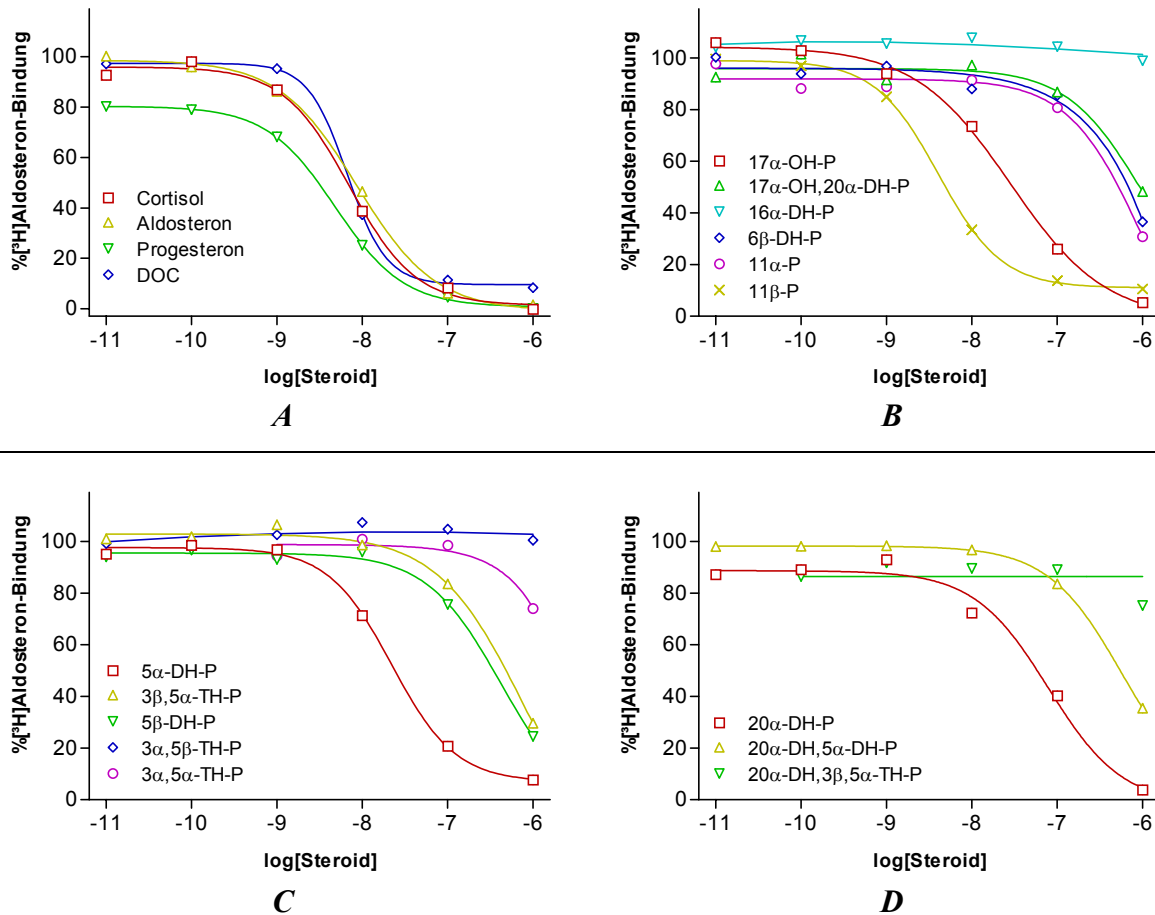 %[³H]Aldosteron-Bindung
100
80
60
40
20
0
Cortisol
Aldosteron
Progesteron
DOC
-11 -10 -9 -8 -7 -6
log[Steroid]
A
%[³H]Aldosteron-Bindung
100
80
60
40
20
0
17α-OH-P
17α-OH,20α-DH-P
16α-DH-P
6β-DH-P
11α-P
11β-P
-11 -10 -9 -8 -7 -6
log[Steroid]
B
%[³H]Aldosteron-Bindung
100
80
60
40
20
0
5α-DH-P
3β,5α-TH-P
5β-DH-P
3α,5β-TH-P
3α,5α-TH-P
-11 -10 -9 -8 -7 -6
log[Steroid]
C
%[³H]Aldosteron-Bindung
100
80
60
40
20
0
20α-DH-P
20α-DH,5α-DH-P
20α-DH,3β,5α-TH-P
-11 -10 -9 -8 -7 -6
log[Steroid]
D